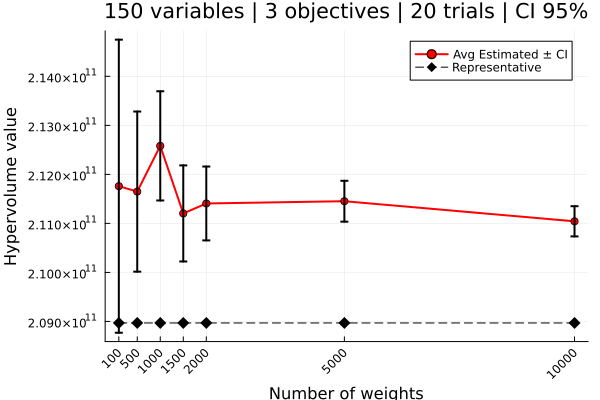 150 variables | 3 objectives | 20 trials | CI 95%
Avg Estimated ± CI
Representative
Hypervolume value
2.140×10¹¹
2.130×10¹¹
2.120×10¹¹
2.110×10¹¹
2.100×10¹¹
2.090×10¹¹
100 500 1000 1500 2000 5000 10000
Number of weights